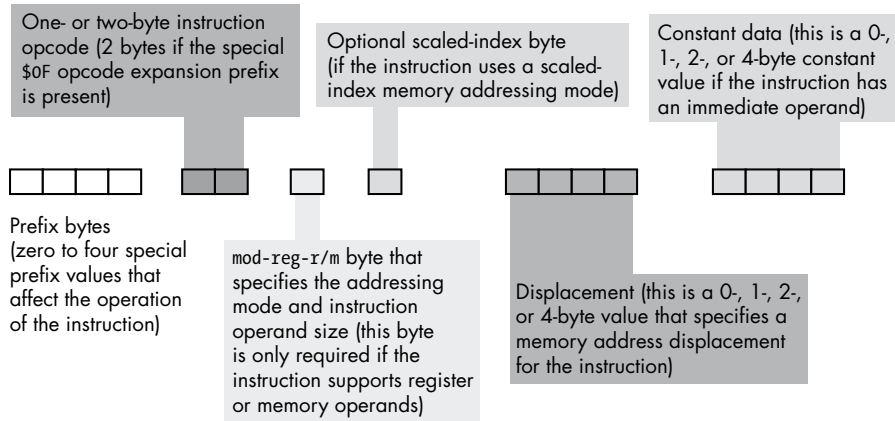 One- or two-byte instruction
opcode (2 bytes if the special
$0F opcode expansion prefix
is present)
Optional scaled-index byte
(if the instruction uses a scaled-
index memory addressing mode)
Constant data (this is a 0-,
1-, 2-, or 4-byte constant
value if the instruction has
an immediate operand)
Prefix bytes
(zero to four special
prefix values that
affect the operation
of the instruction)
mod-reg-r/m byte that
specifies the addressing
mode and instruction
operand size (this byte
is only required if the
instruction supports register
or memory operands)
Displacement (this is a 0-, 1-, 2-,
or 4-byte value that specifies a
memory address displacement
for the instruction)